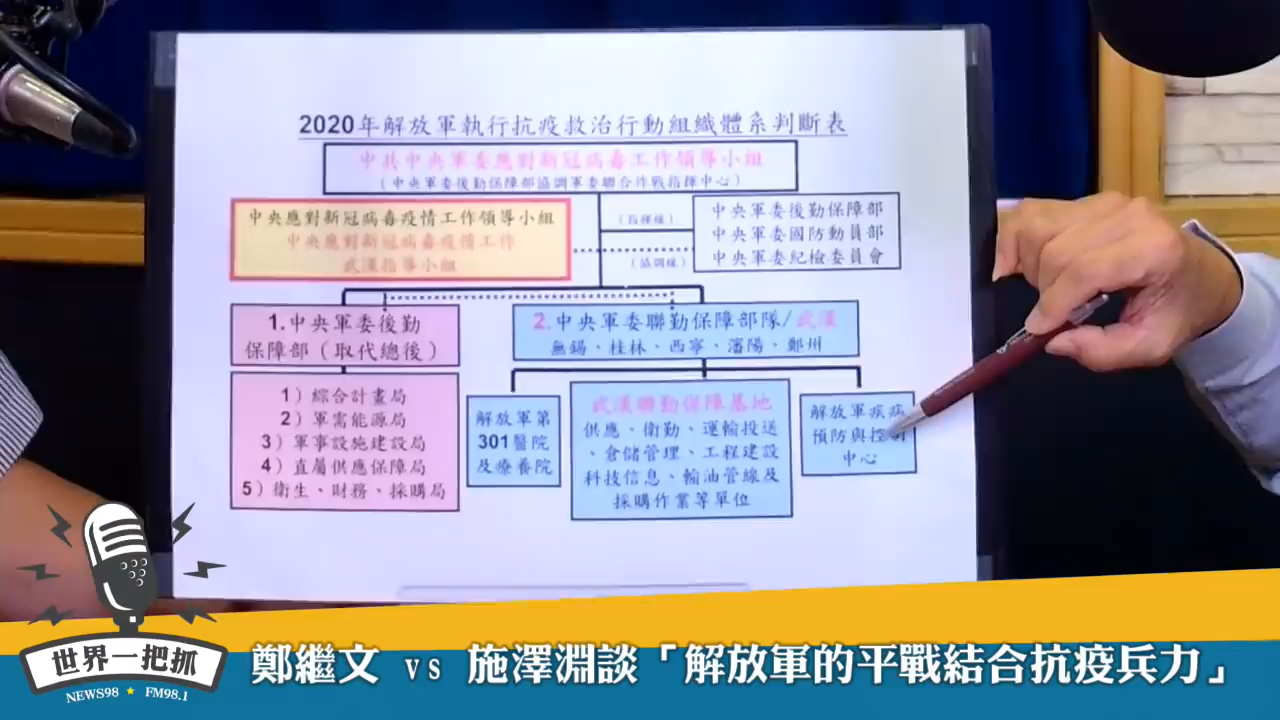 2020年解放軍執行抗疫救治行動組織體系判斷表
中共中央軍委應對新冠病毒工作領導小組
（中央軍委後勤保障部協調軍委聯合作戰指揮中心）
中央應對新冠病毒疫情工作領導小組
中央應對新冠病毒疫情工作
武漢指導小組
（指揮線）
（協調線）
中央軍委後勤保障部
中央軍委國防動員部
中央軍委紀檢委員會
1.中央軍委後勤
保障部（取代總後）
2.中央軍委聯勤保障部隊/武漢
無錫、桂林、西寧、瀋陽、鄭州
1）綜合計畫局
2）軍需能源局
3）軍事設施建設局
4）直屬供應保障局
5）衛生、財務、採購局
解放軍第
301醫院
及療養院
武漢聯勤保障基地
供應、衛勤、運輸投送
、倉儲管理、工程建設
科技信息、輸油管線及
採購作業等單位
解放軍疾病
預防與控制
中心
世界一把抓
NEWS98 ★ FM98.1
鄭繼文 vs 施澤淵談「解放軍的平戰結合抗疫兵力」